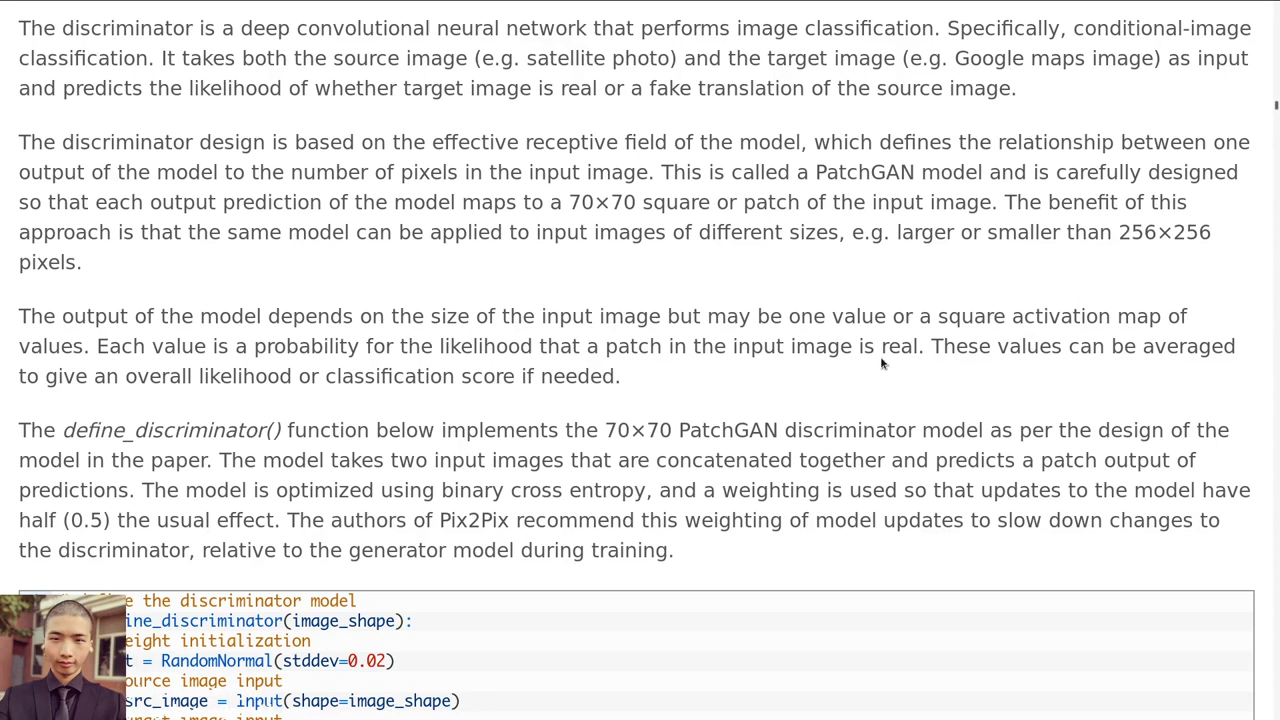 The discriminator is a deep convolutional neural network that performs image classification. Specifically, conditional-image
classification. It takes both the source image (e.g. satellite photo) and the target image (e.g. Google maps image) as input
and predicts the likelihood of whether target image is real or a fake translation of the source image.
The discriminator design is based on the effective receptive field of the model, which defines the relationship between one
output of the model to the number of pixels in the input image. This is called a PatchGAN model and is carefully designed
so that each output prediction of the model maps to a 70×70 square or patch of the input image. The benefit of this
approach is that the same model can be applied to input images of different sizes, e.g. larger or smaller than 256×256
pixels.
The output of the model depends on the size of the input image but may be one value or a square activation map of
values. Each value is a probability for the likelihood that a patch in the input image is real. These values can be averaged
to give an overall likelihood or classification score if needed.
The define_discriminator() function below implements the 70×70 PatchGAN discriminator model as per the design of the
model in the paper. The model takes two input images that are concatenated together and predicts a patch output of
predictions. The model is optimized using binary cross entropy, and a weighting is used so that updates to the model have
half (0.5) the usual effect. The authors of Pix2Pix recommend this weighting of model updates to slow down changes to
the discriminator, relative to the generator model during training.
e the discriminator model
ine_discriminator(image_shape):
eight initialization
t = RandomNormal(stddev=0.02)
ource image input
src_image = Input(shape=image_shape)